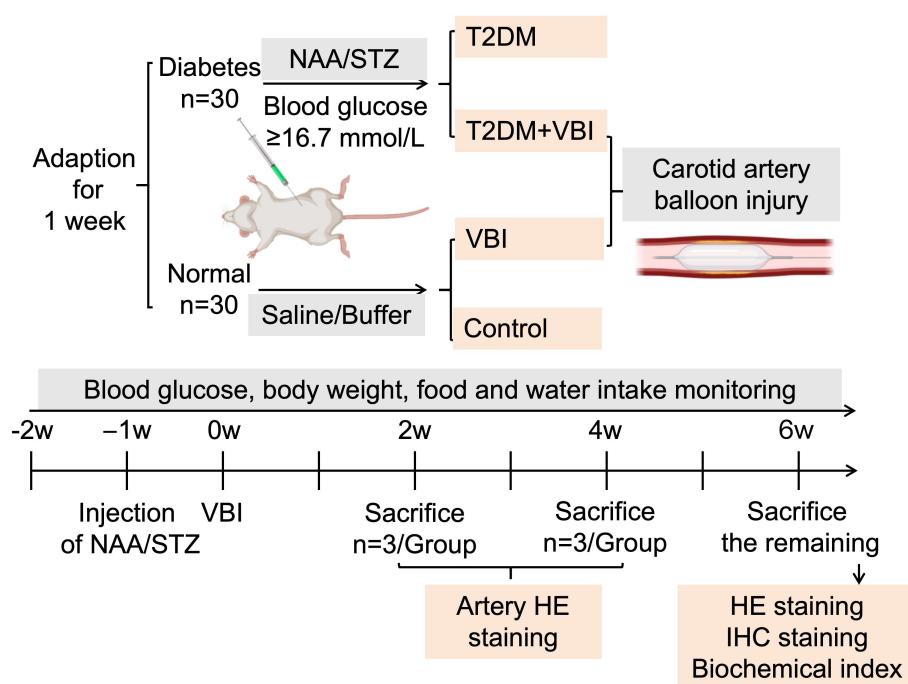 Adaption
for
1 week
Diabetes
n=30
NAA/STZ
Blood glucose
≥16.7 mmol/L
Normal
n=30
Saline/Buffer
T2DM
T2DM+VBI
VBI
Control
Carotid artery
balloon injury
Blood glucose, body weight, food and water intake monitoring
-2w –1w 0w 2w 4w 6w
Injection
of NAA/STZ
VBI
Sacrifice
n=3/Group
Sacrifice
n=3/Group
Sacrifice
the remaining
Artery HE
staining
HE staining
IHC staining
Biochemical index